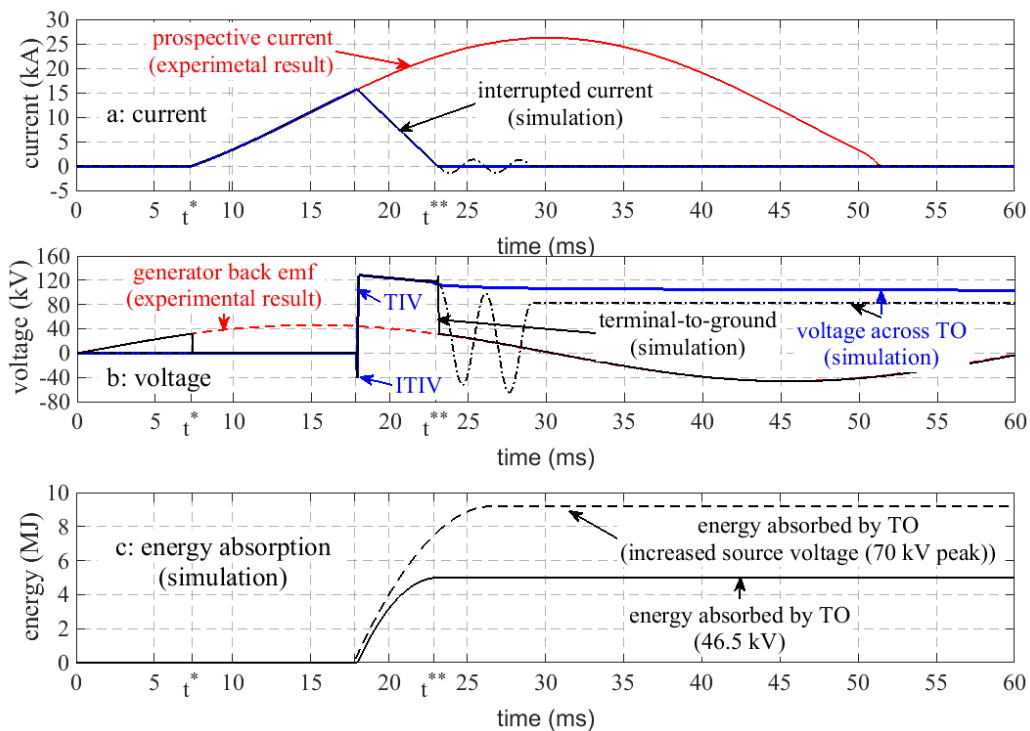 30
25
20
15
10
5
0
-5
current (kA)
prospective current
(experimetal result)
a: current
interrupted current
(simulation)
0 5 t* 10 15 20 t** 25 30 35 40 45 50 55 60
time (ms)
160
120
80
40
0
-40
-80
voltage (kV)
generator back emf
(experimental result)
TIV
ITIV
b: voltage
terminal-to-ground
(simulation)
voltage across TO
(simulation)
0 5 t* 10 15 20 t** 25 30 35 40 45 50 55 60
time (ms)
10
8
6
4
2
0
energy (MJ)
c: energy absorption
(simulation)
energy absorbed by TO
(increased source voltage (70 kV peak))
energy absorbed by TO
(46.5 kV)
0 5 t* 10 15 20 t** 25 30 35 40 45 50 55 60
time (ms)